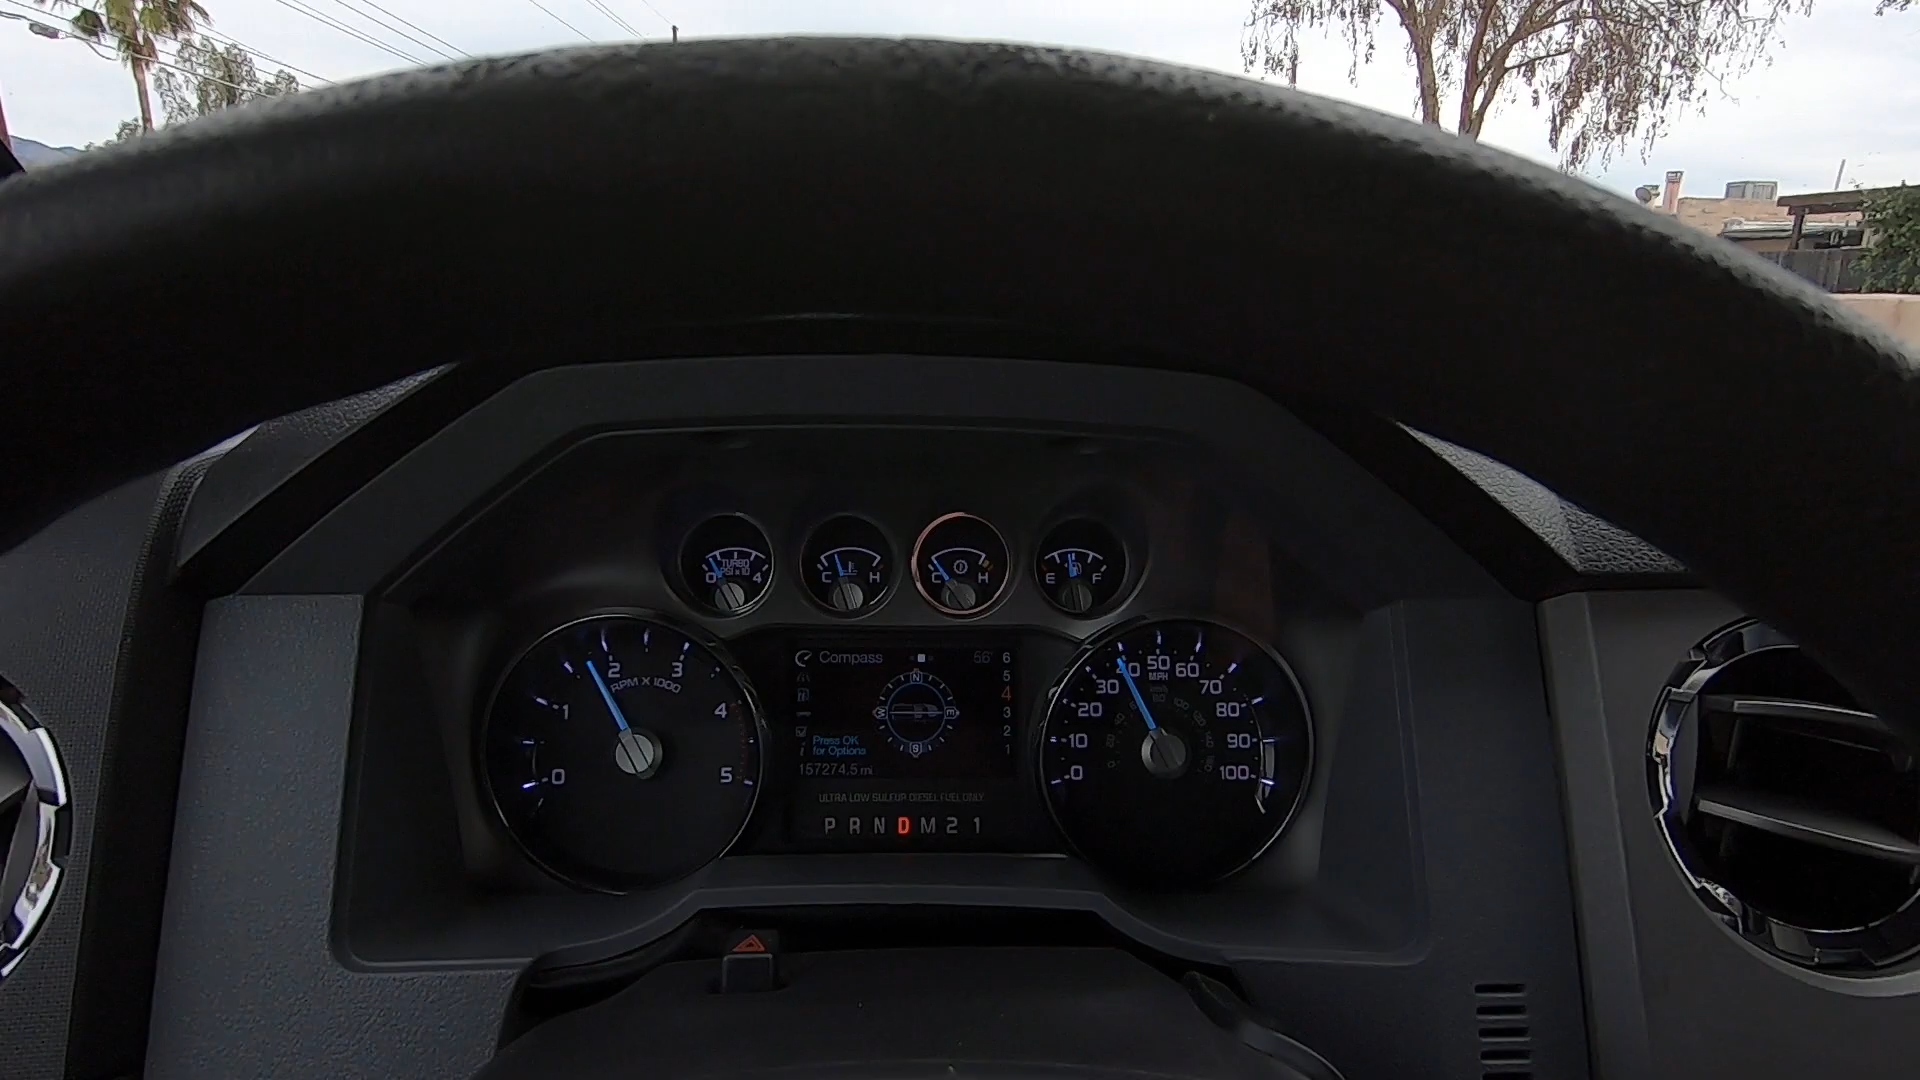 TURBO
PSI x 10
0 4
C H
C H
E F
0 1 2 3 4 5
RPM X 1000
Compass
56°
6
5
4
3
2
1
N
W E
S
Press OK
for Options
157274.5 mi
ULTRA LOW SULFUR DIESEL FUEL ONLY
P R N D M 2 1
0 10 20 30 40 50 60 70 80 90 100
MPH
km/h